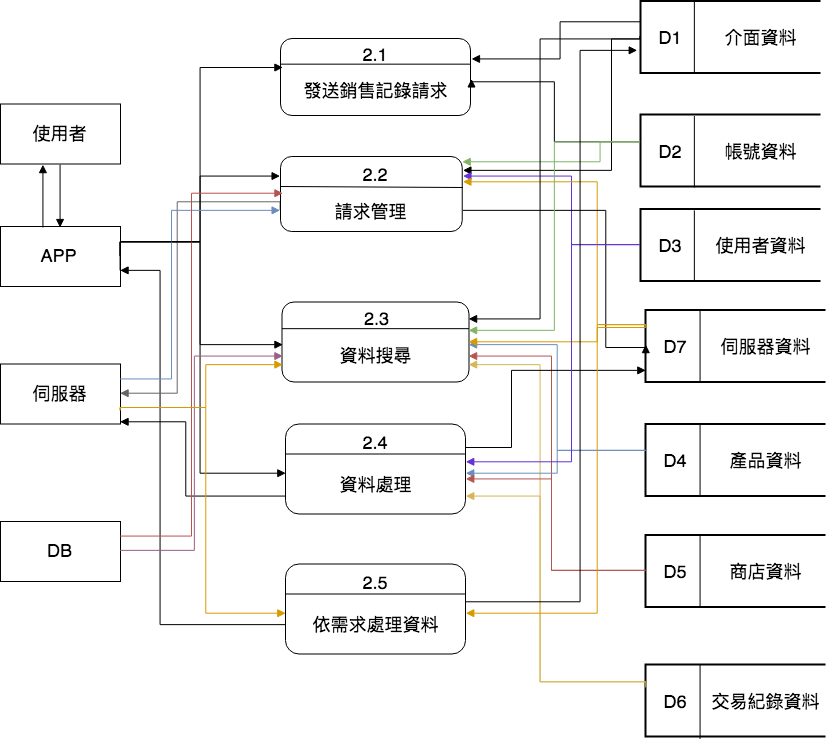 使用者
APP
伺服器
DB
2.1
發送銷售記錄請求
2.2
請求管理
2.3
資料搜尋
2.4
資料處理
2.5
依需求處理資料
D1 介面資料
D2 帳號資料
D3 使用者資料
D7 伺服器資料
D4 產品資料
D5 商店資料
D6 交易紀錄資料